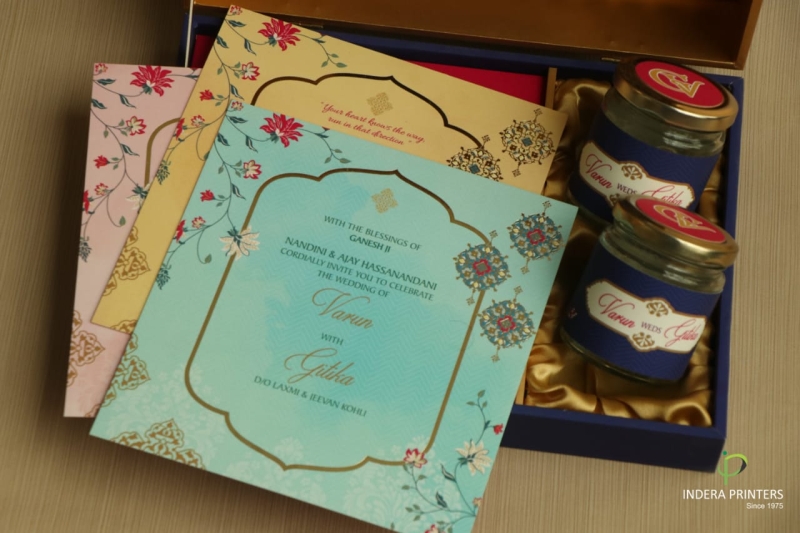 "Your heart knows the way,
run in that direction."
WITH THE BLESSINGS OF
GANESH JI
NANDINI & AJAY HASSANANDANI
CORDIALLY INVITE YOU TO CELEBRATE
THE WEDDING OF
Varun
WITH
Gitika
D/O LAXMI & JEEVAN KOHLI
Varun WEDS Gitika
Varun WEDS Gitika
INDERA PRINTERS
Since 1975